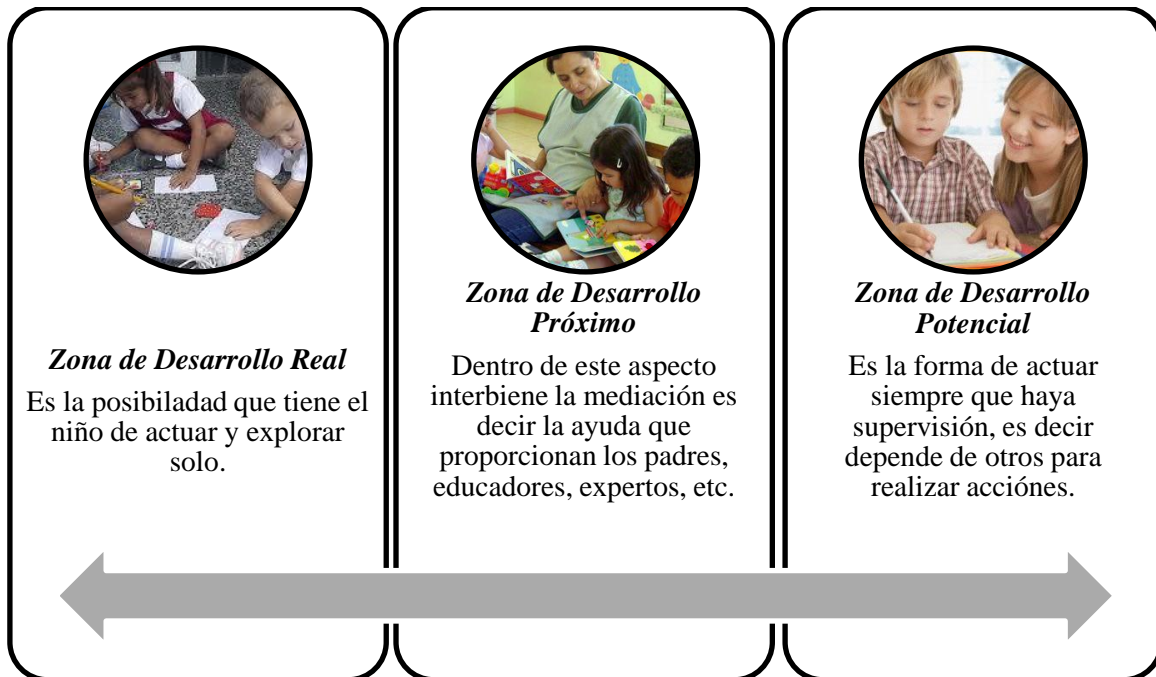 Zona de Desarrollo Real
Es la posibiladad que tiene el
niño de actuar y explorar
solo.
Zona de Desarrollo
Próximo
Dentro de este aspecto
interbiene la mediación es
decir la ayuda que
proporcionan los padres,
educadores, expertos, etc.
Zona de Desarrollo
Potencial
Es la forma de actuar
siempre que haya
supervisión, es decir
depende de otros para
realizar acciónes.